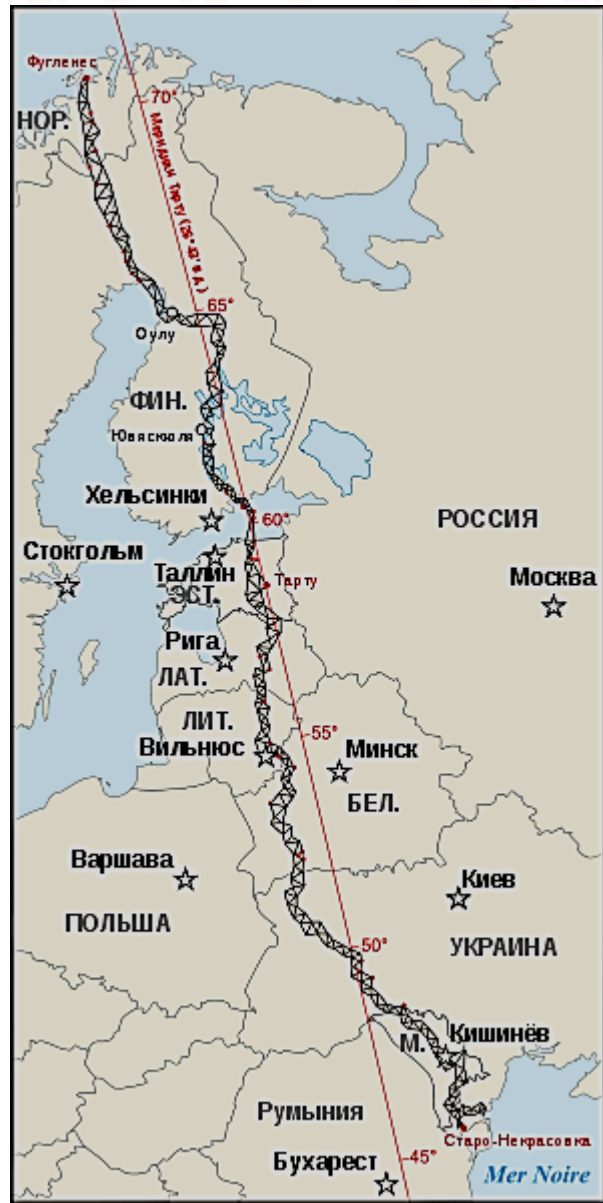 Фугленес
70°
НОР.
Меридиан Тарту (26°43' в.д.)
65°
Оулу
ФИН.
Ювяскюля
Хельсинки
60°
РОССИЯ
Стокгольм
Таллин
Тарту
Москва
ЭСТ.
Рига
ЛАТ.
ЛИТ.
55°
Вильнюс
Минск
БЕЛ.
Варшава
Киев
ПОЛЬША
50°
УКРАИНА
Кишинёв
М.
Румыния
Старо-Некрасовка
45°
Бухарест
Mer Noire